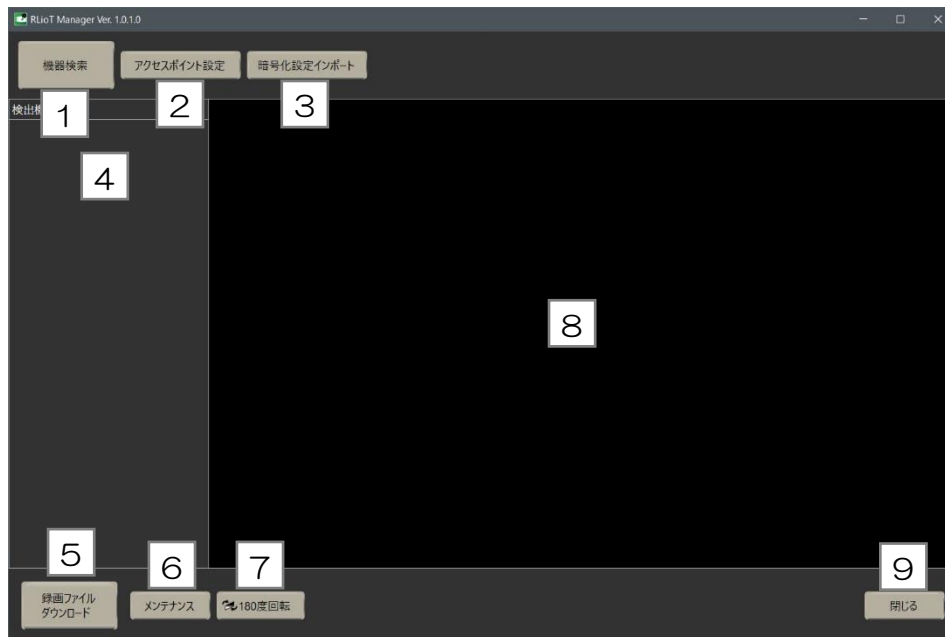 RLioT Manager Ver. 1.0.1.0
機器検索
アクセスポイント設定
暗号化設定インポート
1
2
3
検出
4
8
5
6
7
9
録画ファイル
ダウンロード
メンテナンス
180度回転
閉じる